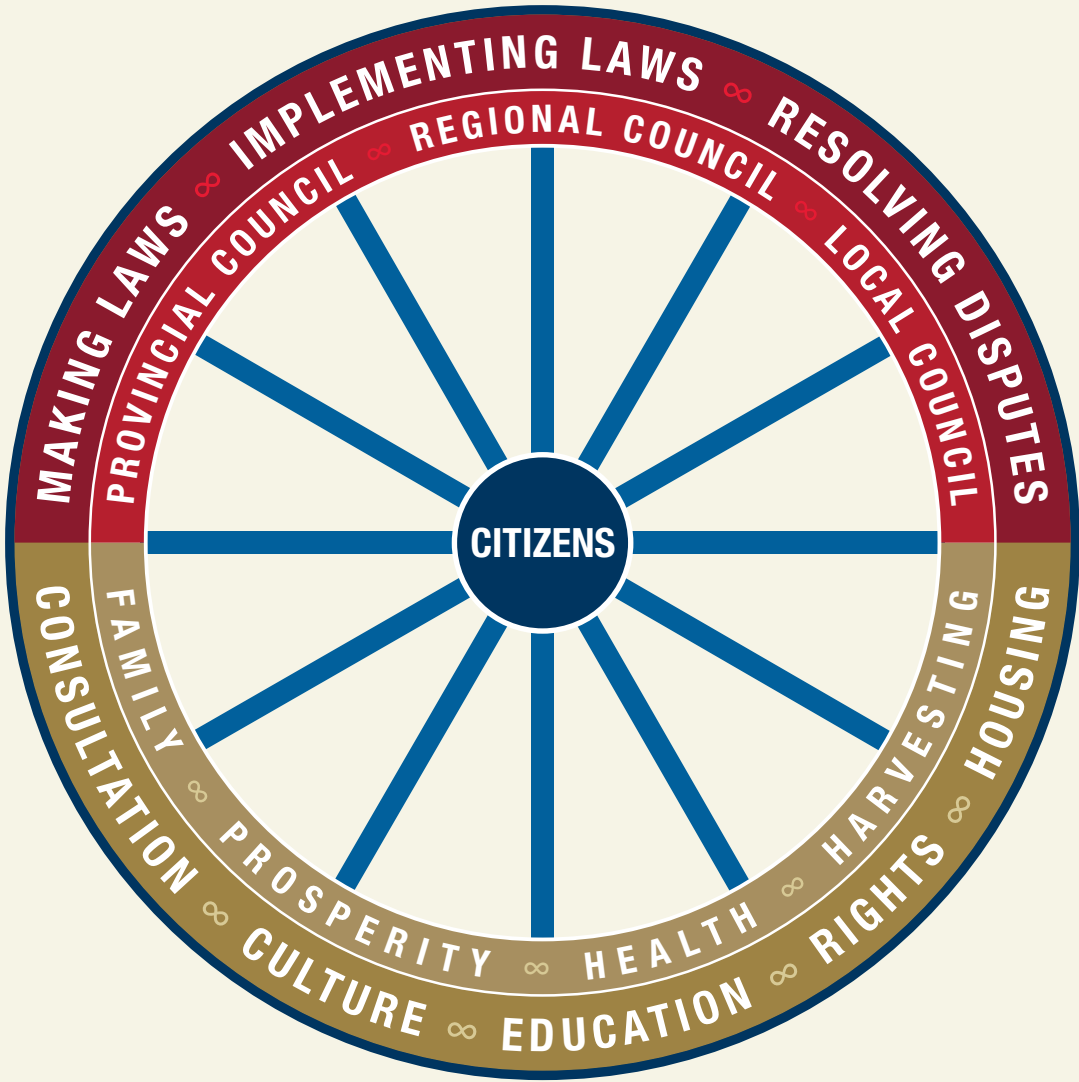 MAKING LAWS ∞ IMPLEMENTING LAWS ∞ RESOLVING DISPUTES
PROVINCIAL COUNCIL ∞ REGIONAL COUNCIL ∞ LOCAL COUNCIL
CITIZENS
FAMILY ∞ PROSPERITY ∞ HEALTH ∞ HARVESTING
CONSULTATION ∞ CULTURE ∞ EDUCATION ∞ RIGHTS ∞ HOUSING